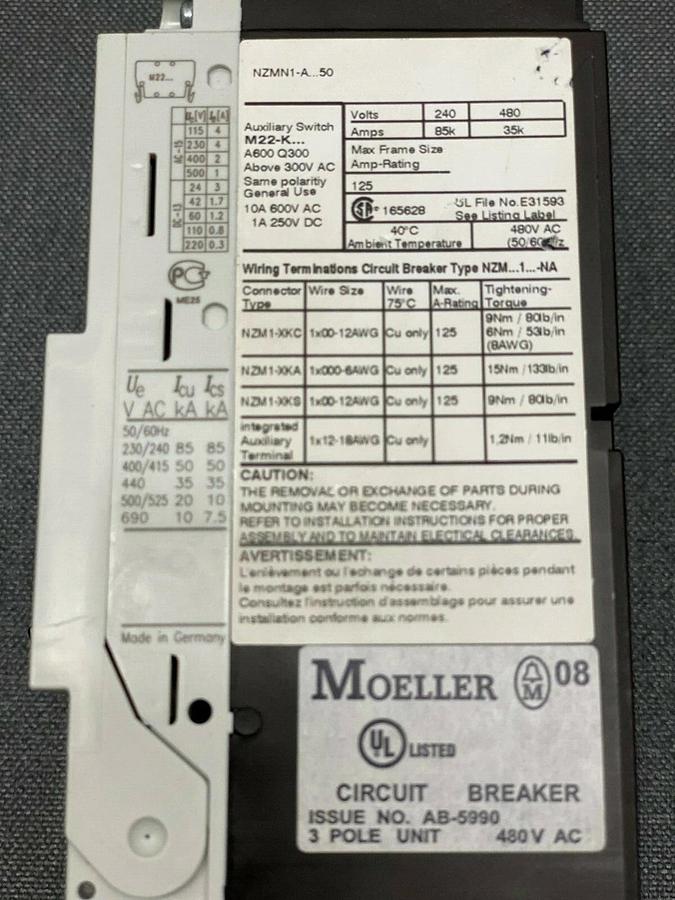 M22...
Ue[V] Ie[A]
AC-15
115 4
230 4
400 2
500 1
DC-13
24 3
42 1.7
60 1.2
110 0.8
220 0.3
ME25
Ue Icu Ics
V AC kA kA
50/60Hz
230/240 85 85
400/415 50 50
440 35 35
500/525 20 10
690 10 7.5
Made in Germany
NZMN1-A...50
Auxiliary Switch
M22-K...
A600 Q300
Above 300V AC
Same polaritiy
General Use
10A 600V AC
1A 250V DC
Volts 240 480
Amps 85k 35k
Max Frame Size
Amp-Rating
125
SA 165628 UL File No.E31593
See Listing Label
40°C 480V AC
Ambient Temperature (50/60Hz
Wiring Terminations Circuit Breaker Type NZM...1...-NA
Connector Type Wire Size Wire 75°C Max. A-Rating Tightening-Torque
NZM1-XKC 1x00-12AWG Cu only 125 9Nm / 80lb/in
6Nm / 53lb/in
(8AWG)
NZM1-XKA 1x000-6AWG Cu only 125 15Nm / 133lb/in
NZM1-XKS 1x00-12AWG Cu only 125 9Nm / 80lb/in
integrated
Auxiliary
Terminal 1x12-18AWG Cu only 1,2Nm / 11lb/in
CAUTION:
THE REMOVAL OR EXCHANGE OF PARTS DURING
MOUNTING MAY BECOME NECESSARY.
REFER TO INSTALLATION INSTRUCTIONS FOR PROPER
ASSEMBLY AND TO MAINTAIN ELECTICAL CLEARANCES.
AVERTISSEMENT:
L'enlèvement ou l'echange de certains pièces pendant
le montage est parfois nécessaire.
Consultez l'instruction d'assemblage pour assurer une
installation conforme aux normes.
MOELLER M 08
UL LISTED
CIRCUIT BREAKER
ISSUE NO. AB-5990
3 POLE UNIT 480V AC